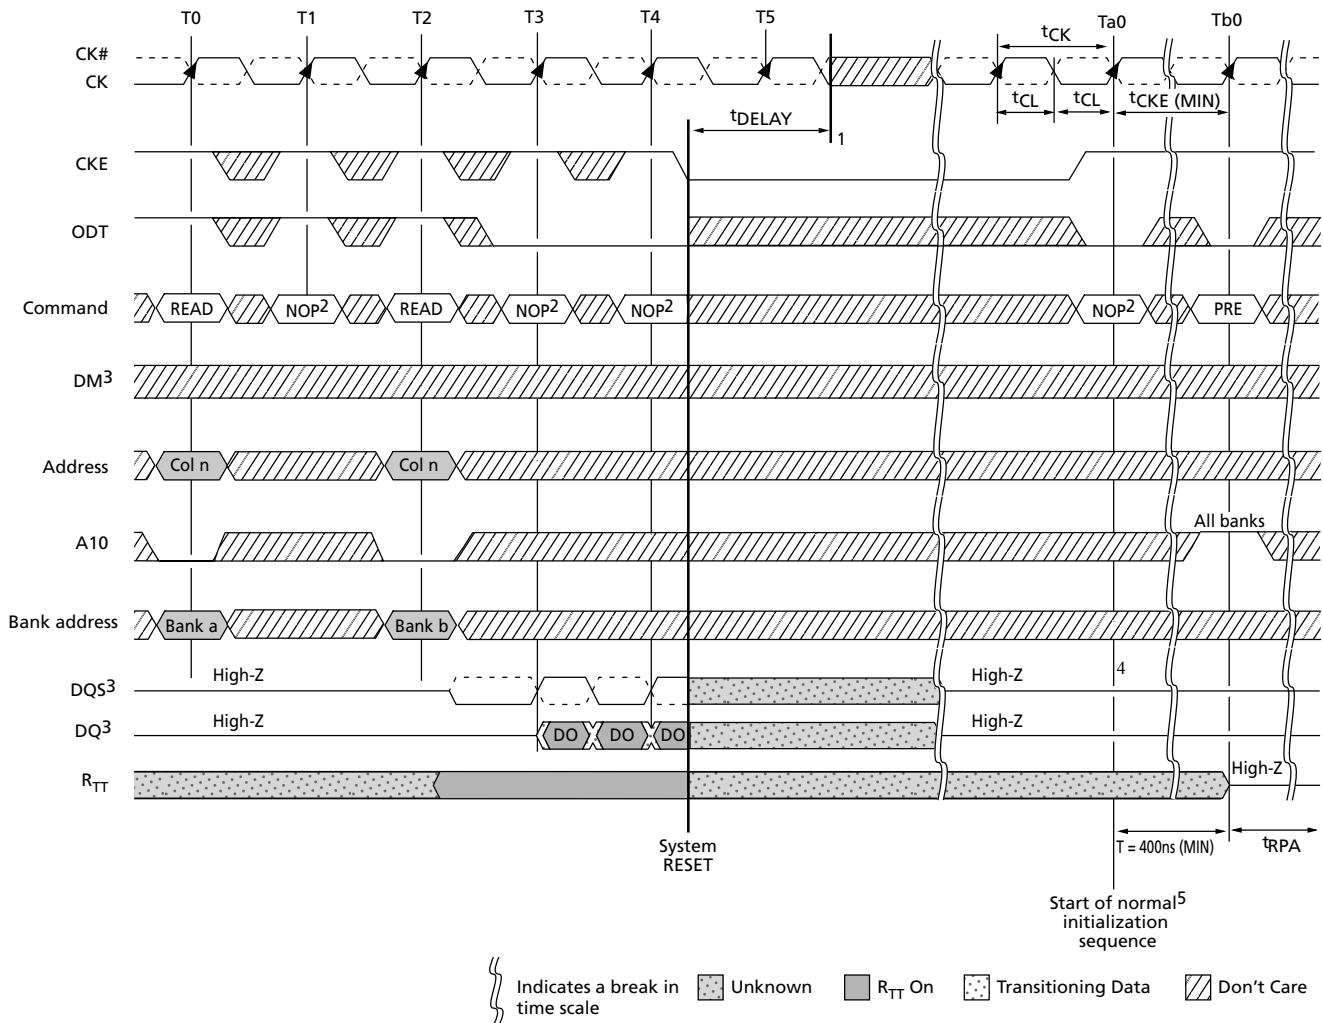 T0 T1 T2 T3 T4 T5 Ta0 Tb0
CK#
CK
tCK
tCL tCL tCKE (MIN)
tDELAY
1
CKE
ODT
Command READ NOP2 READ NOP2 NOP2 NOP2 PRE
DM3
Address Col n Col n
A10 All banks
Bank address Bank a Bank b
DQS3 High-Z High-Z 4
DQ3 High-Z DO DO DO High-Z
RTT High-Z
System
RESET
T = 400ns (MIN) tRPA
Start of normal5
initialization
sequence
Indicates a break in
time scale
Unknown
RTT On
Transitioning Data
Don't Care